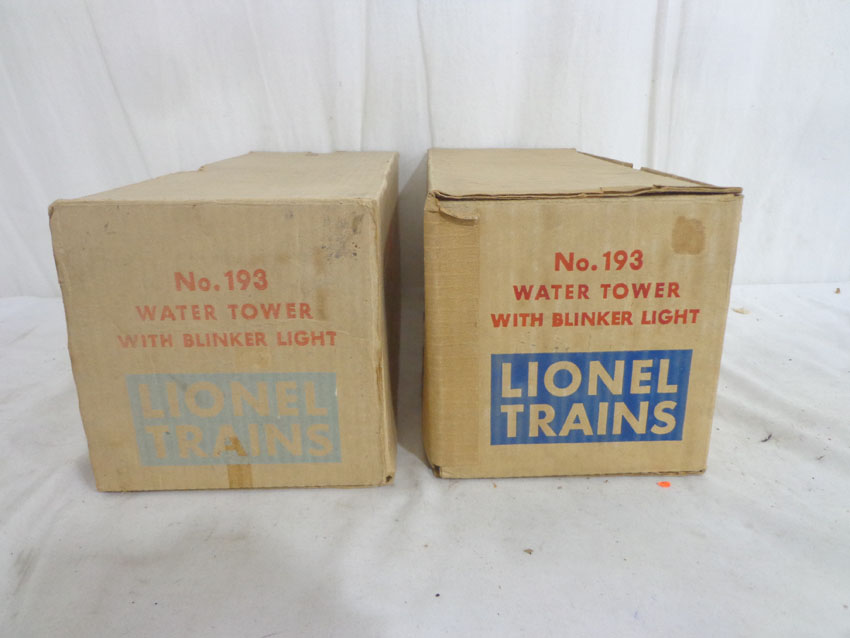 No. 193
WATER TOWER
WITH BLINKER LIGHT
LIONEL
TRAINS
No. 193
WATER TOWER
WITH BLINKER LIGHT
LIONEL
TRAINS